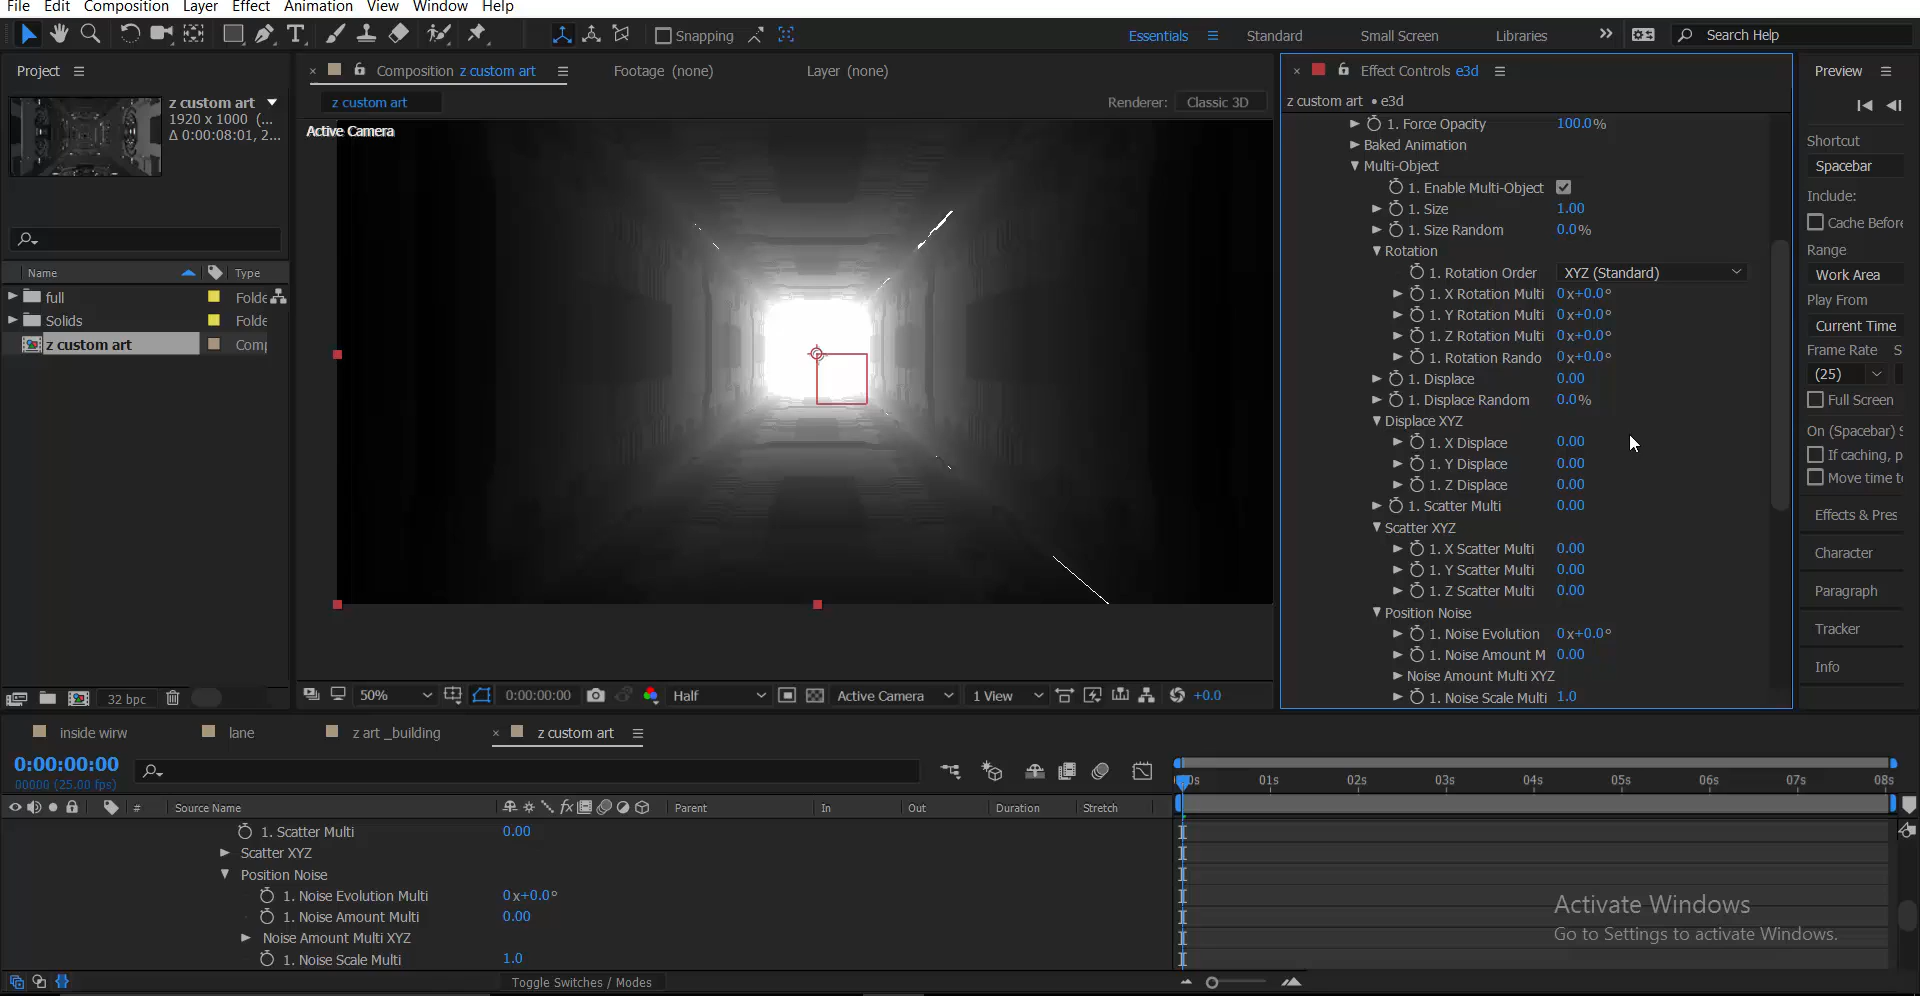 File Edit Composition Layer Effect Animation View Window Help
Snapping
Essentials Standard Small Screen Libraries Search Help
Project
z custom art
1920 x 1000
Δ 0:00:08:01, 2...
Name Type
full Folde
Solids Folde
z custom art Comp
32 bpc
Composition z custom art Footage (none) Layer (none)
z custom art Renderer: Classic 3D
Active Camera
50% 0:00:00:00 Half Active Camera 1 View +0.0
Effect Controls e3d
z custom art • e3d
1. Force Opacity 100.0%
Baked Animation
Multi-Object
1. Enable Multi-Object
1. Size 1.00
1. Size Random 0.0%
Rotation
1. Rotation Order XYZ (Standard)
1. X Rotation Multi 0x+0.0°
1. Y Rotation Multi 0x+0.0°
1. Z Rotation Multi 0x+0.0°
1. Rotation Rando 0x+0.0°
1. Displace 0.00
1. Displace Random 0.0%
Displace XYZ
1. X Displace 0.00
1. Y Displace 0.00
1. Z Displace 0.00
1. Scatter Multi 0.00
Scatter XYZ
1. X Scatter Multi 0.00
1. Y Scatter Multi 0.00
1. Z Scatter Multi 0.00
Position Noise
1. Noise Evolution 0x+0.0°
1. Noise Amount M 0.00
Noise Amount Multi XYZ
1. Noise Scale Multi 1.0
Preview
Shortcut
Spacebar
Include:
Cache Before
Range
Work Area
Play From
Current Time
Frame Rate S
(25)
Full Screen
On (Spacebar) S
If caching, p
Move time to
Effects & Pres
Character
Paragraph
Tracker
Info
inside wirw lane z art _building z custom art
0:00:00:00
00000 (25.00 fps)
# Source Name Parent In Out Duration Stretch
01s 02s 03s 04s 05s 06s 07s 08s
1. Scatter Multi 0.00
Scatter XYZ
Position Noise
1. Noise Evolution Multi 0x+0.0°
1. Noise Amount Multi 0.00
Noise Amount Multi XYZ
1. Noise Scale Multi 1.0
Toggle Switches / Modes
Activate Windows
Go to Settings to activate Windows.